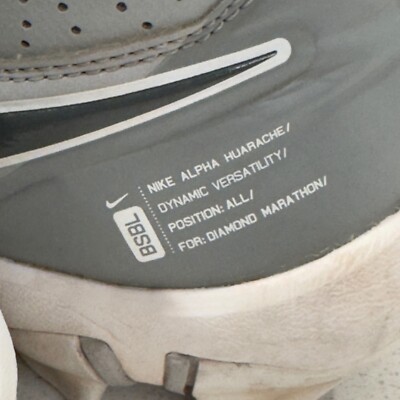 NIKE ALPHA HUARACHE/
DYNAMIC VERSATILITY/
POSITION: ALL/
FOR: DIAMOND MARATHON/
BSBL